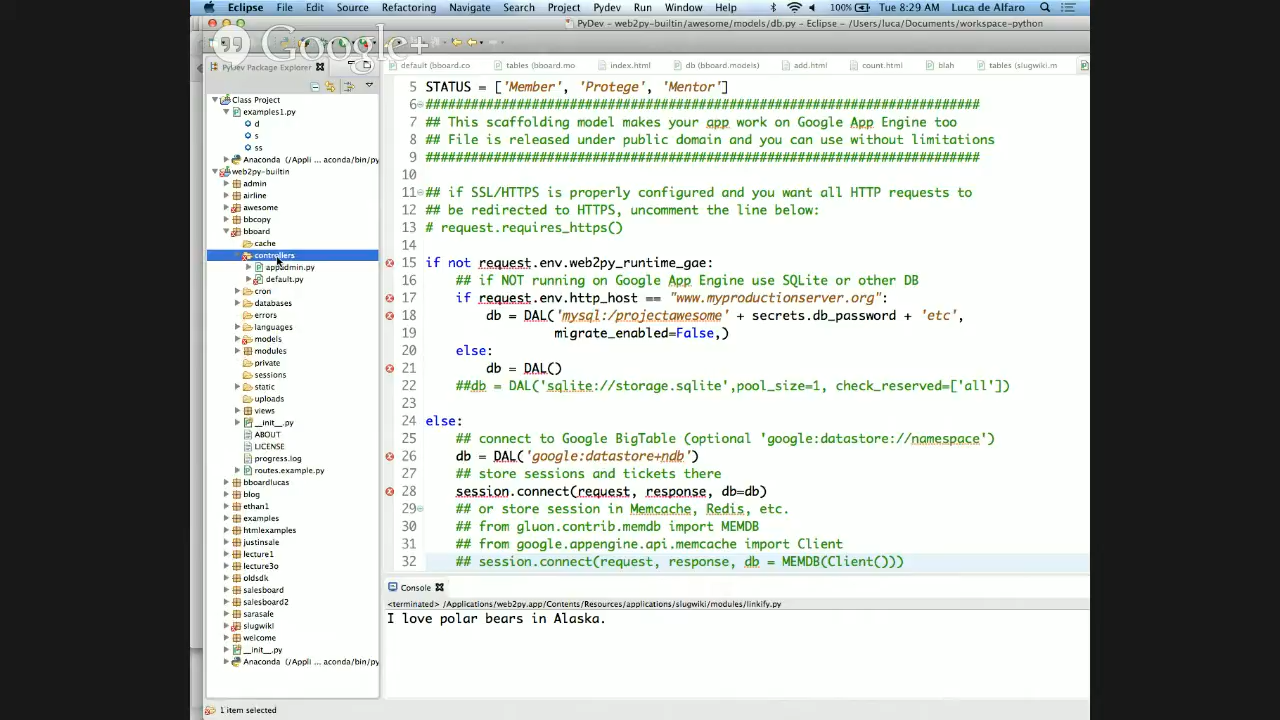 Eclipse File Edit Source Refactoring Navigate Search Project Pydev Run Window Help 100% Tue 8:29 AM Luca de Alfaro
PyDev - web2py-builtin/awesome/models/db.py - Eclipse - /Users/luca/Documents/workspace-python
Google+
PyDev Package Explorer
default (bboard.co
tables (bboard.mo
index.html
db (bboard.models)
add.html
count.html
blah
tables (slugwiki.m
Class Project
examples1.py
d
s
ss
Anaconda (/Appli ... aconda/bin/py
web2py-builtin
admin
airline
awesome
bbcopy
bboard
cache
controllers
appadmin.py
default.py
cron
databases
errors
languages
models
modules
private
sessions
static
uploads
views
__init__.py
ABOUT
LICENSE
progress.log
routes.example.py
bboardlucas
blog
ethan1
examples
htmlexamples
justinsale
lecture1
lecture3o
oldsdk
salesboard
salesboard2
sarasale
slugwiki
welcome
__init__.py
Anaconda (/Appli ... aconda/bin/py
5 STATUS = ['Member', 'Protege', 'Mentor']
6 #########################################################################
7 ## This scaffolding model makes your app work on Google App Engine too
8 ## File is released under public domain and you can use without limitations
9 #########################################################################
10
11 ## if SSL/HTTPS is properly configured and you want all HTTP requests to
12 ## be redirected to HTTPS, uncomment the line below:
13 # request.requires_https()
14
15 if not request.env.web2py_runtime_gae:
16 ## if NOT running on Google App Engine use SQLite or other DB
17 if request.env.http_host == "www.myproductionserver.org":
18 db = DAL('mysql:/projectawesome' + secrets.db_password + 'etc',
19 migrate_enabled=False,)
20 else:
21 db = DAL()
22 ##db = DAL('sqlite://storage.sqlite',pool_size=1, check_reserved=['all'])
23
24 else:
25 ## connect to Google BigTable (optional 'google:datastore://namespace')
26 db = DAL('google:datastore+ndb')
27 ## store sessions and tickets there
28 session.connect(request, response, db=db)
29 ## or store session in Memcache, Redis, etc.
30 ## from gluon.contrib.memdb import MEMDB
31 ## from google.appengine.api.memcache import Client
32 ## session.connect(request, response, db = MEMDB(Client()))
Console
<terminated> /Applications/web2py.app/Contents/Resources/applications/slugwiki/modules/linkify.py
I love polar bears in Alaska.
1 item selected